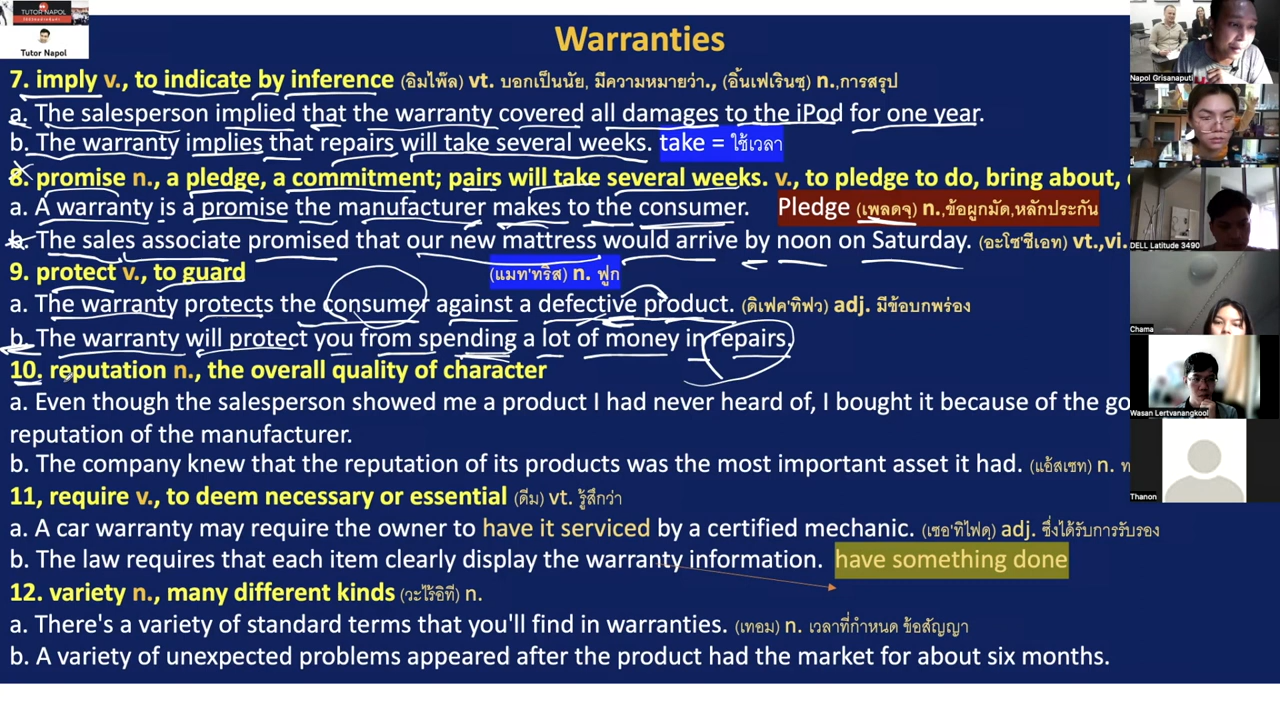 TUTOR NAPOL
Tutor Napol
Warranties
7. imply v., to indicate by inference (อิมไพ๊ล) vt. บอกเป็นนัย, มีความหมายว่า., (อิ้นเฟเรินซฺ) n.,การสรุป
a. The salesperson implied that the warranty covered all damages to the iPod for one year.
b. The warranty implies that repairs will take several weeks. take = ใช้เวลา
8. promise n., a pledge, a commitment; pairs will take several weeks. v., to pledge to do, bring about,
a. A warranty is a promise the manufacturer makes to the consumer. Pledge (เพลดจฺ) n.,ข้อผูกมัด,หลักประกัน
b. The sales associate promised that our new mattress would arrive by noon on Saturday. (อะโซ'ชีเอท) vt.,vi.
9. protect v., to guard (แมท'ทริส) n. ฟูก
a. The warranty protects the consumer against a defective product. (ดิเฟค'ทิฟว) adj. มีข้อบกพร่อง
b. The warranty will protect you from spending a lot of money in repairs.
10. reputation n., the overall quality of character
a. Even though the salesperson showed me a product I had never heard of, I bought it because of the go
reputation of the manufacturer.
b. The company knew that the reputation of its products was the most important asset it had. (แอ้สเซท) n. ท
11, require v., to deem necessary or essential (ดีม) vt. รู้สึกว่า
a. A car warranty may require the owner to have it serviced by a certified mechanic. (เซอ'ทิไฟดฺ) adj. ซึ่งได้รับการรับรอง
b. The law requires that each item clearly display the warranty information. have something done
12. variety n., many different kinds (วะไร้อิที) n.
a. There's a variety of standard terms that you'll find in warranties. (เทอม) n. เวลาที่กำหนด ข้อสัญญา
b. A variety of unexpected problems appeared after the product had the market for about six months.
Napol Grisanaputi
DELL Latitude 3490
Chama
Wasan Lertvanangkool
Thanon